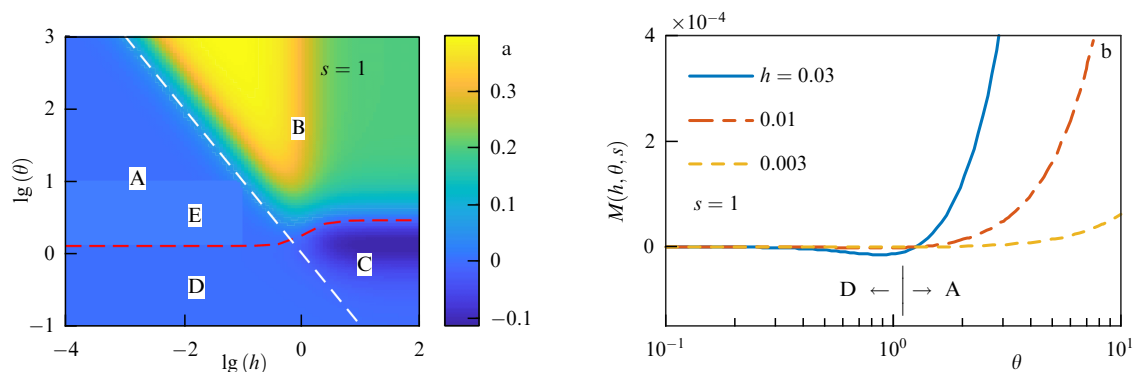 3
2
1
0
−1
lg (θ)
−4
−2
0
2
lg (h)
s = 1
A
B
C
D
E
a
0.3
0.2
0.1
0
−0.1
×10⁻⁴
4
2
0
M(h, θ, s)
h = 0.03
0.01
0.003
s = 1
b
D ← | → A
10⁻¹
10⁰
θ
10¹